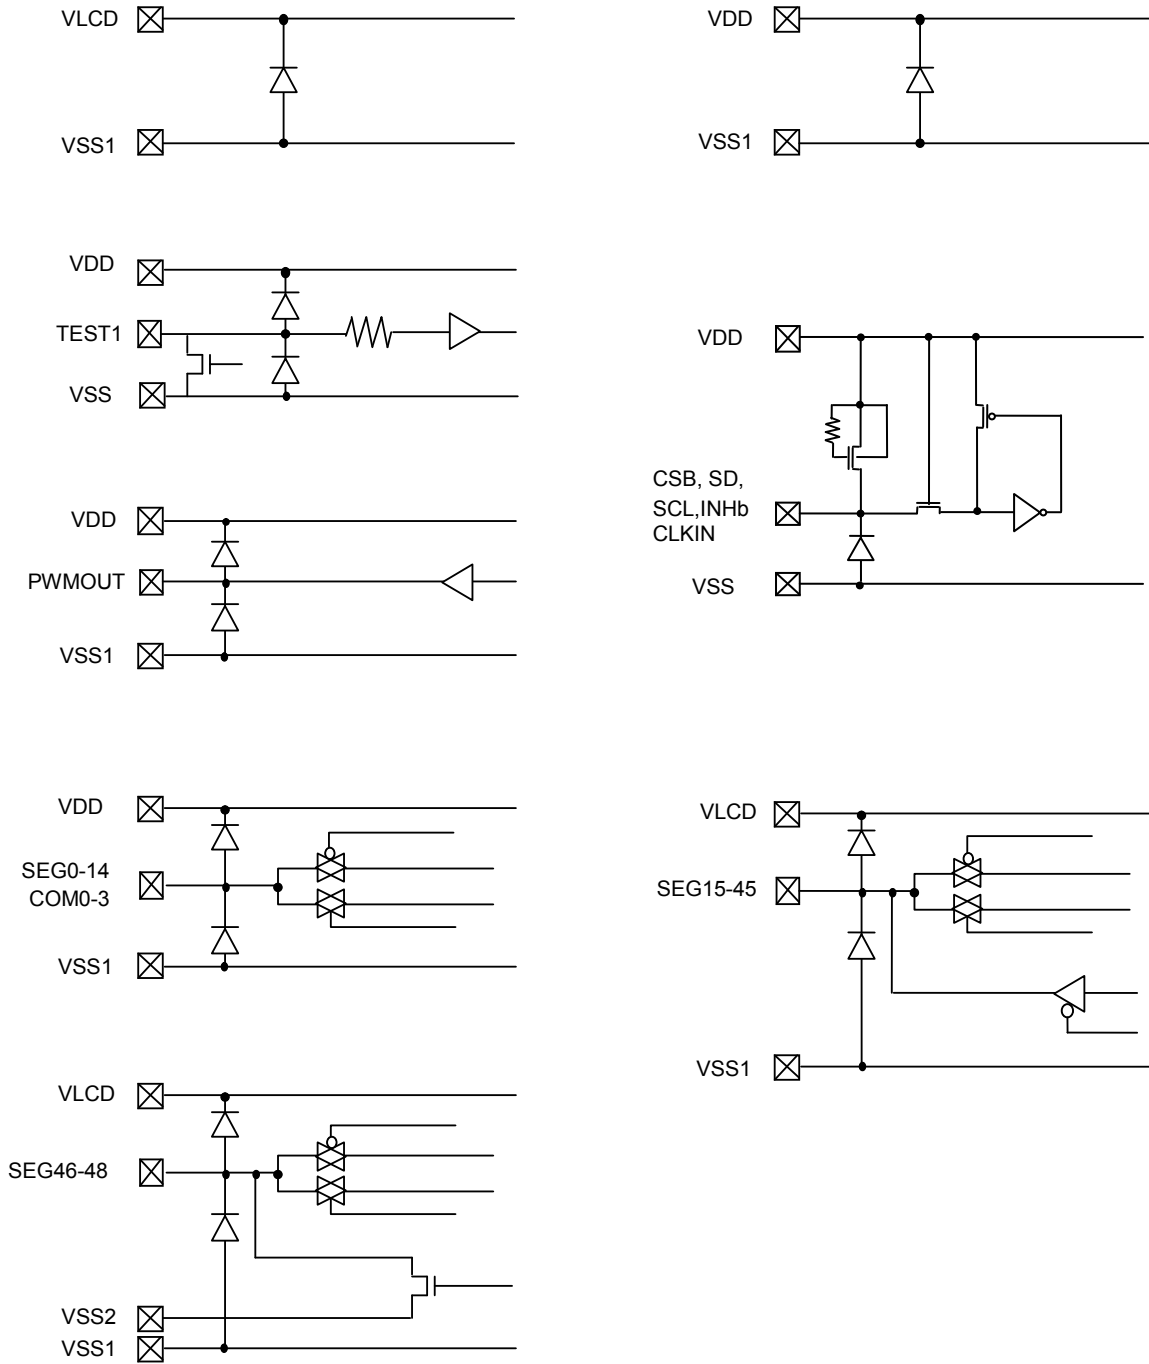 VLCD
VSS1
VDD
VSS1
VDD
TEST1
VSS
VDD
CSB, SD,
SCL,INHb
CLKIN
VSS
VDD
PWMOUT
VSS1
VDD
SEG0-14
COM0-3
VSS1
VLCD
SEG15-45
VSS1
VLCD
SEG46-48
VSS2
VSS1